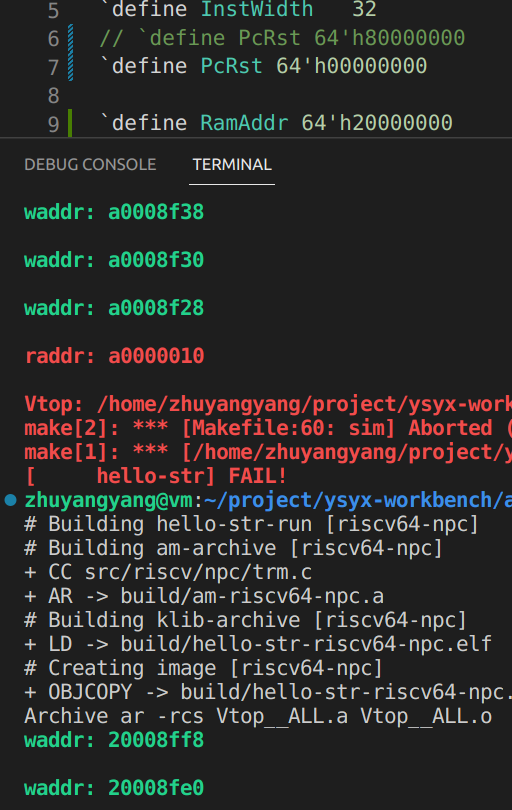 5 `define InstWidth 32
6 // `define PcRst 64'h80000000
7 `define PcRst 64'h00000000
8
9 `define RamAddr 64'h20000000
DEBUG CONSOLE TERMINAL
waddr: a0008f38
waddr: a0008f30
waddr: a0008f28
raddr: a0000010
Vtop: /home/zhuyangyang/project/ysyx-work
make[2]: *** [Makefile:60: sim] Aborted (
make[1]: *** [/home/zhuyangyang/project/y
[ hello-str] FAIL!
zhuyangyang@vm:~/project/ysyx-workbench/a
# Building hello-str-run [riscv64-npc]
# Building am-archive [riscv64-npc]
+ CC src/riscv/npc/trm.c
+ AR -> build/am-riscv64-npc.a
# Building klib-archive [riscv64-npc]
+ LD -> build/hello-str-riscv64-npc.elf
# Creating image [riscv64-npc]
+ OBJCOPY -> build/hello-str-riscv64-npc.
Archive ar -rcs Vtop__ALL.a Vtop__ALL.o
waddr: 20008ff8
waddr: 20008fe0